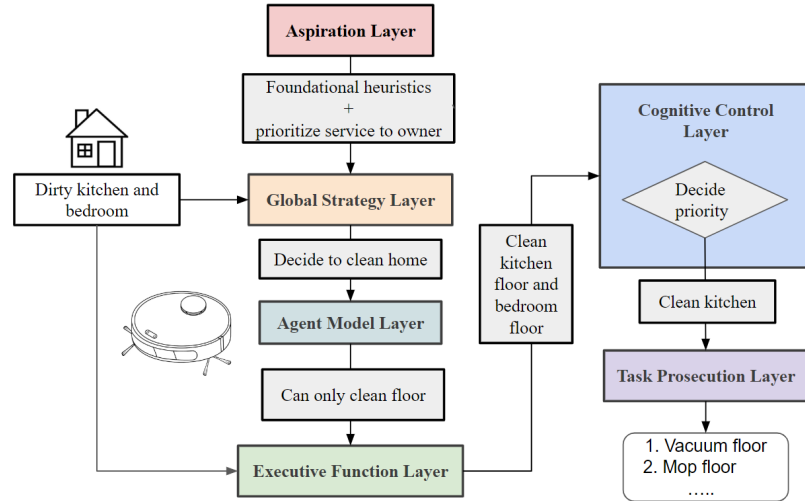 Aspiration Layer
Foundational heuristics
+
prioritize service to owner
Dirty kitchen and
bedroom
Global Strategy Layer
Decide to clean home
Agent Model Layer
Can only clean floor
Executive Function Layer
Clean
kitchen
floor and
bedroom
floor
Cognitive Control
Layer
Decide
priority
Clean kitchen
Task Prosecution Layer
1. Vacuum floor
2. Mop floor
.....